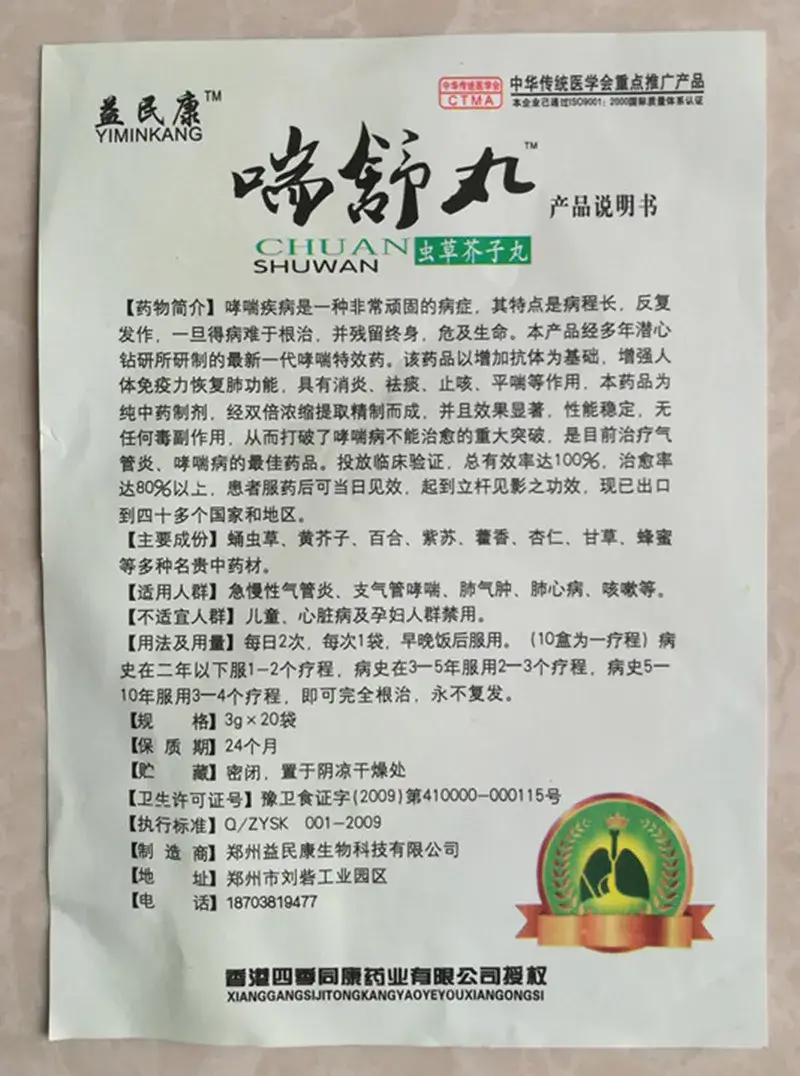 益民康™
YIMINKANG
中华传统医学会
CTMA
中华传统医学会重点推广产品
本企业已通过ISO9001：2000国际质量体系认证
喘舒丸™
产品说明书
CHUAN
SHUWAN
虫草芥子丸
【药物简介】哮喘疾病是一种非常顽固的病症，其特点是病程长，反复
发作，一旦得病难于根治，并残留终身，危及生命。本产品经多年潜心
钻研所研制的最新一代哮喘特效药。该药品以增加抗体为基础，增强人
体免疫力恢复肺功能，具有消炎、祛痰、止咳、平喘等作用，本药品为
纯中药制剂，经双倍浓缩提取精制而成，并且效果显著，性能稳定，无
任何毒副作用，从而打破了哮喘病不能治愈的重大突破，是目前治疗气
管炎、哮喘病的最佳药品。投放临床验证，总有效率达100%，治愈率
达80%以上，患者服药后可当日见效，起到立杆见影之功效，现已出口
到四十多个国家和地区。
【主要成份】蛹虫草、黄芥子、百合、紫苏、藿香、杏仁、甘草、蜂蜜
等多种名贵中药材。
【适用人群】急慢性气管炎、支气管哮喘、肺气肿、肺心病、咳嗽等。
【不适宜人群】儿童、心脏病及孕妇人群禁用。
【用法及用量】每日2次，每次1袋，早晚饭后服用。（10盒为一疗程）病
史在二年以下服1-2个疗程，病史在3—5年服用2—3个疗程，病史5—
10年服用3—4个疗程，即可完全根治，永不复发。
【规 格】3g×20袋
【保 质 期】24个月
【贮 藏】密闭，置于阴凉干燥处
【卫生许可证号】豫卫食证字(2009)第410000-000115号
【执行标准】Q/ZYSK 001-2009
【制 造 商】郑州益民康生物科技有限公司
【地 址】郑州市刘砦工业园区
【电 话】18703819477
香港四季同康药业有限公司授权
XIANGGANGSIJITONGKANGYAOYEYOUXIANGONGSI